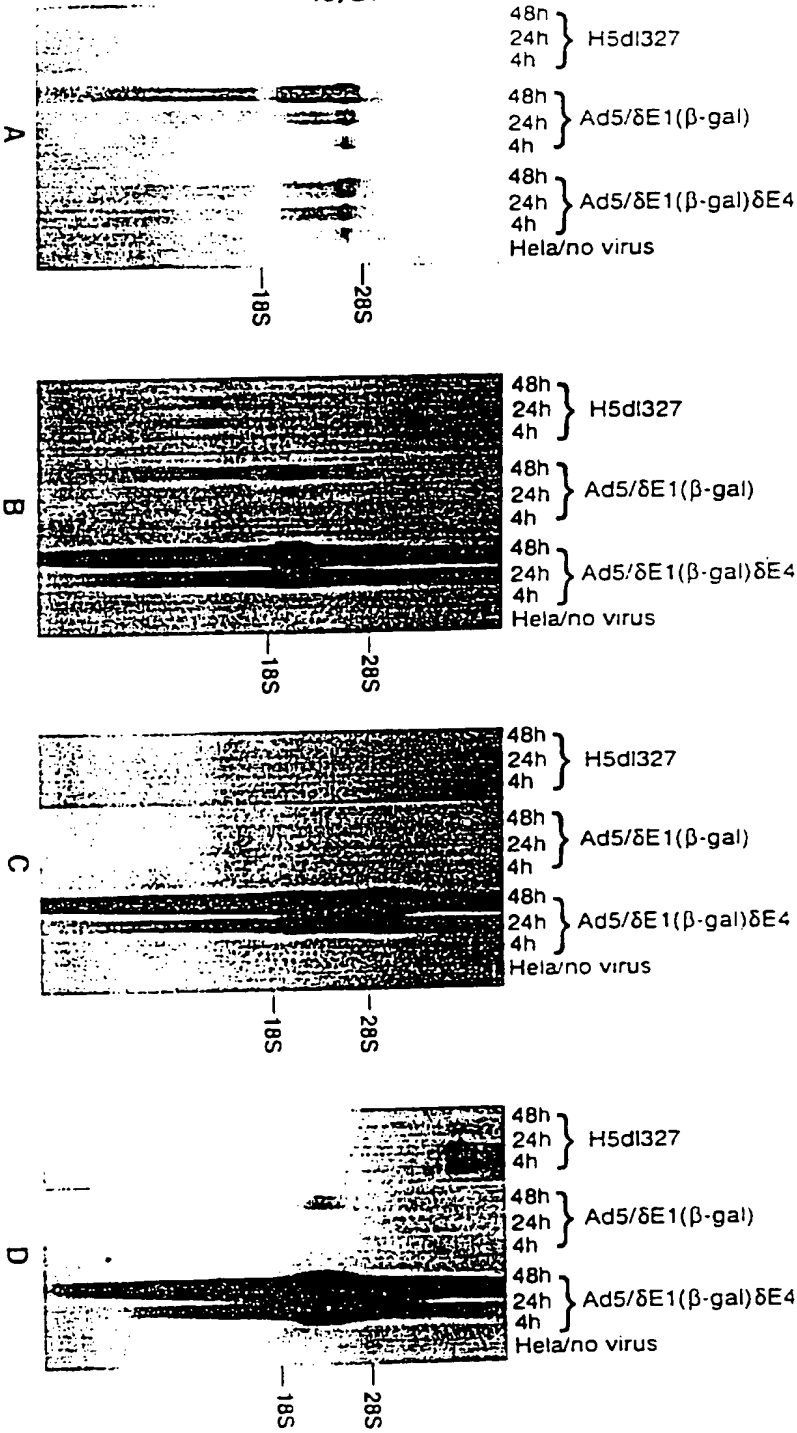 48h
24h } H5dl327
4h
48h
24h } Ad5/δE1(β-gal)
4h
48h
24h } Ad5/δE1(β-gal)δE4
4h
Hela/no virus
A
—18S
—28S
48h
24h } H5dl327
4h
48h
24h } Ad5/δE1(β-gal)
4h
48h
24h } Ad5/δE1(β-gal)δE4
4h
Hela/no virus
B
—18S
—28S
48h
24h } H5dl327
4h
48h
24h } Ad5/δE1(β-gal)
4h
48h
24h } Ad5/δE1(β-gal)δE4
4h
Hela/no virus
C
—18S
—28S
48h
24h } H5dl327
4h
48h
24h } Ad5/δE1(β-gal)
4h
48h
24h } Ad5/δE1(β-gal)δE4
4h
Hela/no virus
D
—18S
—28S